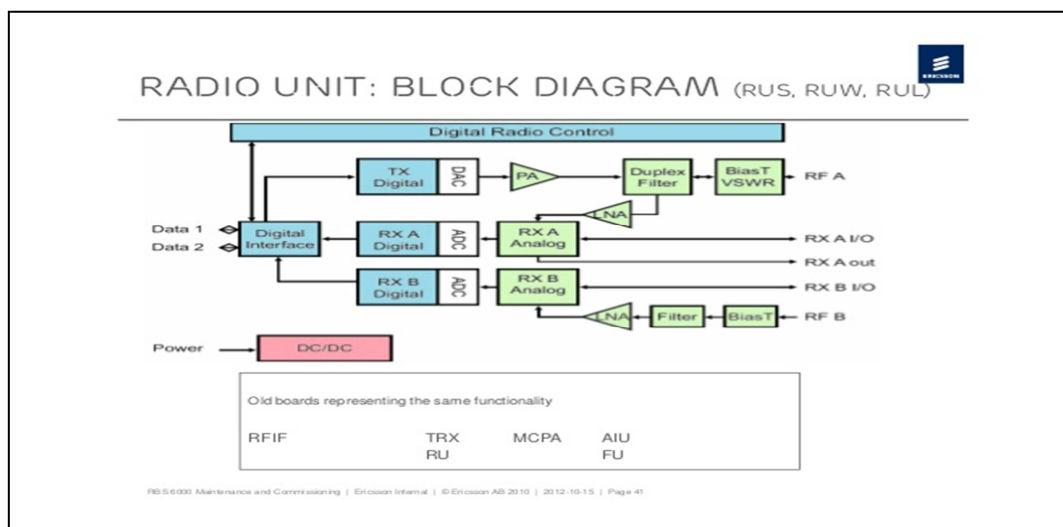 ERICSSON
RADIO UNIT: BLOCK DIAGRAM (RUS, RUW, RUL)
Digital Radio Control
TX
Digital
DAC
PA
Duplex
Filter
BiasT
VSWR
RF A
LNA
Data 1
Data 2
Digital
Interface
RX A
Digital
ADC
RX A
Analog
RX A I/O
RX A out
RX B
Digital
ADC
RX B
Analog
RX B I/O
LNA
Filter
BiasT
RF B
Power
DC/DC
Old boards representing the same functionality
RFIF TRX MCPA AIU
RU FU
RBS 6000 Maintenance and Commissioning | Ericsson Internal | © Ericsson AB 2010 | 2012-10-15 | Page 41